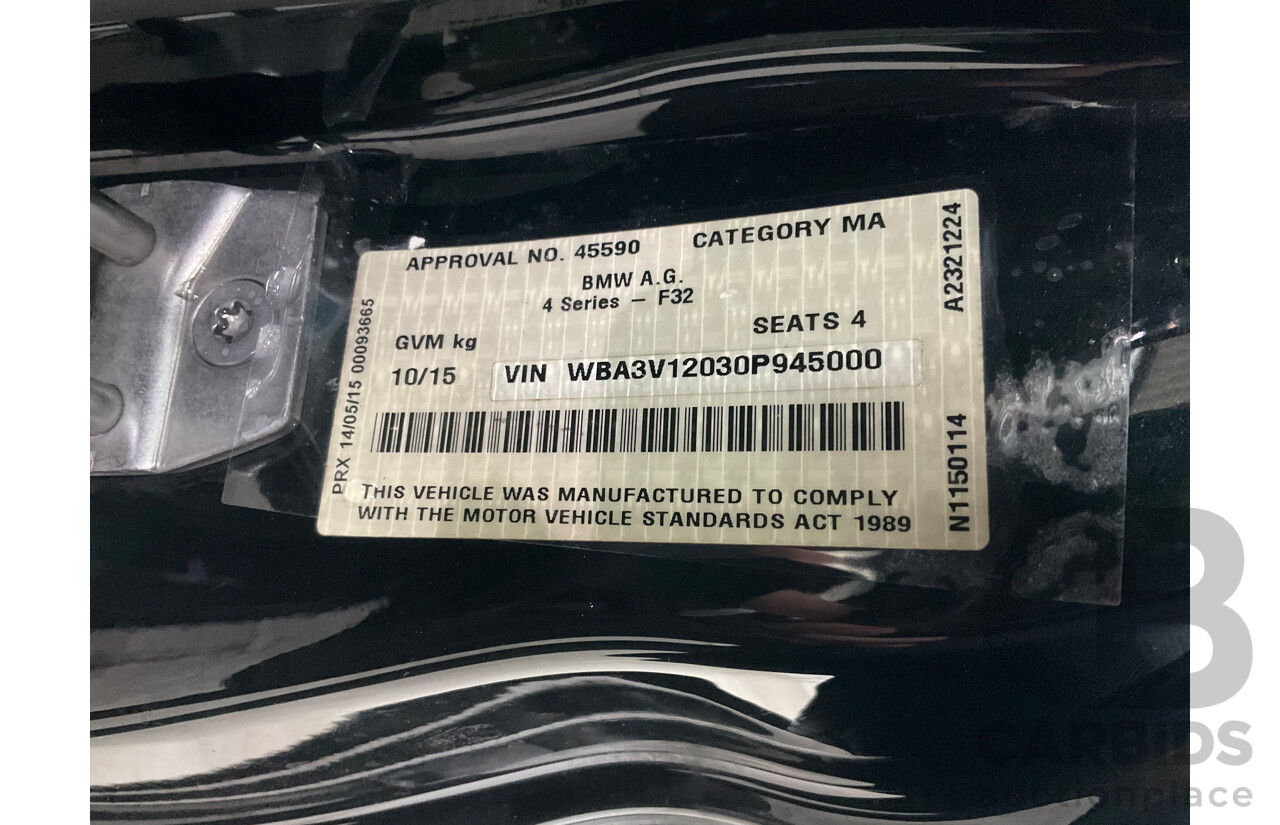 APPROVAL NO. 45590
CATEGORY MA
BMW A.G.
4 Series — F32
GVM kg
SEATS 4
10/15
VIN WBA3V12030P945000
THIS VEHICLE WAS MANUFACTURED TO COMPLY
WITH THE MOTOR VEHICLE STANDARDS ACT 1989
PRX 14/05/15 00093665
A2321224
N1150114
CARBIDS
auctionplace